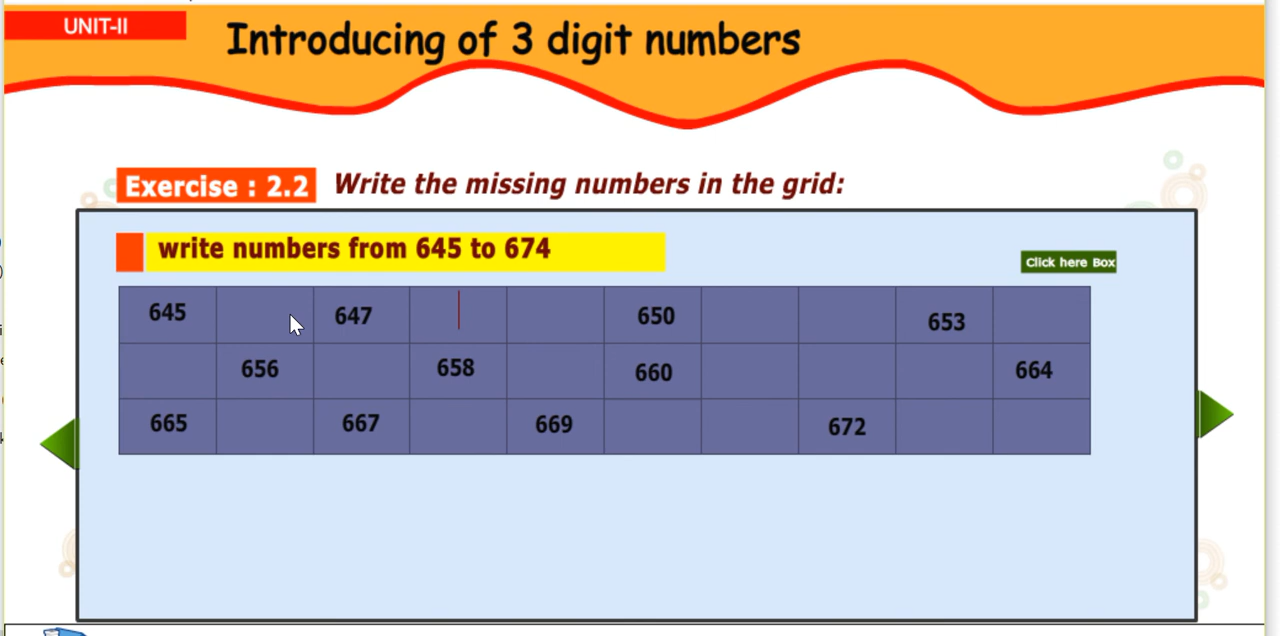 UNIT-II
Introducing of 3 digit numbers
Exercise : 2.2 Write the missing numbers in the grid:
write numbers from 645 to 674
Click here Box
645 647 650 653
656 658 660 664
665 667 669 672